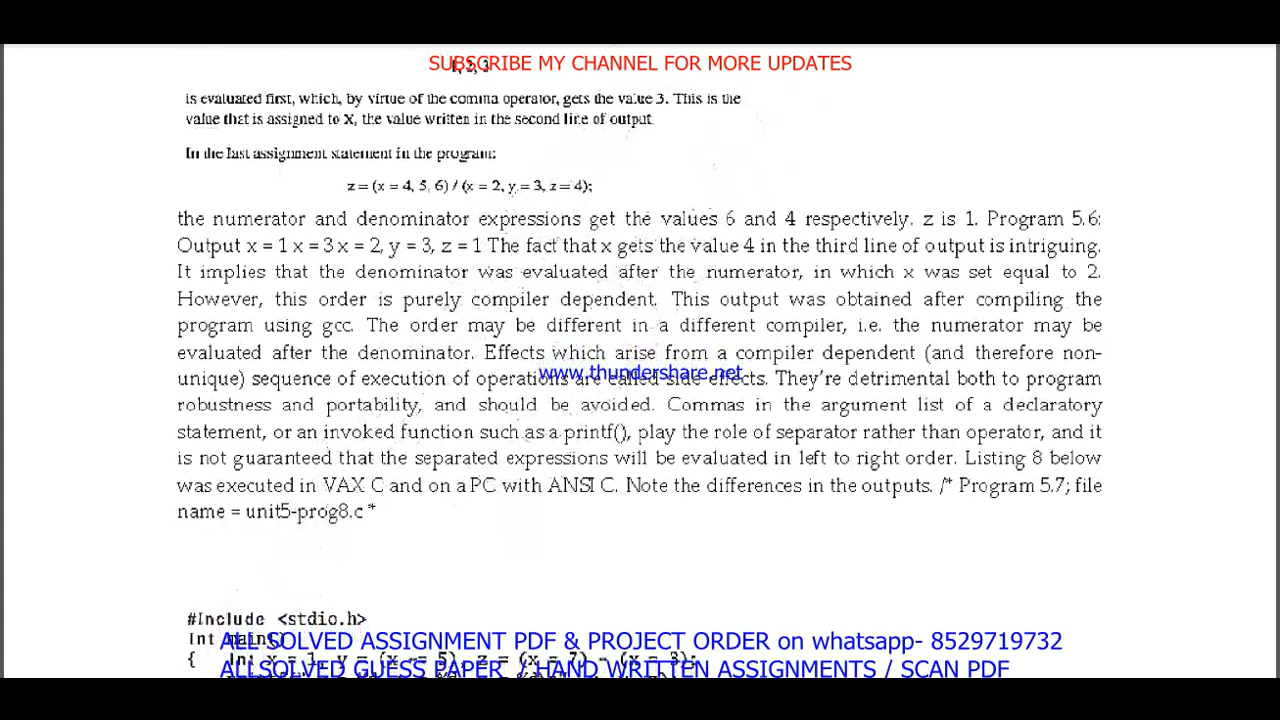 SUBSCRIBE MY CHANNEL FOR MORE UPDATES
1, 2, 3
is evaluated first, which, by virtue of the comma operator, gets the value 3. This is the
value that is assigned to X, the value written in the second line of output.
In the last assignment statement in the program:
z = (x = 4, 5, 6) / (x = 2, y = 3, z = 4);
the numerator and denominator expressions get the values 6 and 4 respectively. z is 1. Program 5.6:
Output x = 1 x = 3 x = 2, y = 3, z = 1 The fact that x gets the value 4 in the third line of output is intriguing.
It implies that the denominator was evaluated after the numerator, in which x was set equal to 2.
However, this order is purely compiler dependent. This output was obtained after compiling the
program using gcc. The order may be different in a different compiler, i.e. the numerator may be
evaluated after the denominator. Effects which arise from a compiler dependent (and therefore non-
unique) sequence of execution of operations are called side effects. They're detrimental both to program
www.thundershare.net
robustness and portability, and should be avoided. Commas in the argument list of a declaratory
statement, or an invoked function such as a printf(), play the role of separator rather than operator, and it
is not guaranteed that the separated expressions will be evaluated in left to right order. Listing 8 below
was executed in VAX C and on a PC with ANSI C. Note the differences in the outputs. /* Program 5.7; file
name = unit5-prog8.c *
#Include <stdio.h>
Int main()
ALL SOLVED ASSIGNMENT PDF & PROJECT ORDER on whatsapp- 8529719732
{ Int x = 1, y = (x = 5), z = (x = 7) - (x = 3);
ALLSOLVED GUESS PAPER / HAND WRITTEN ASSIGNMENTS / SCAN PDF